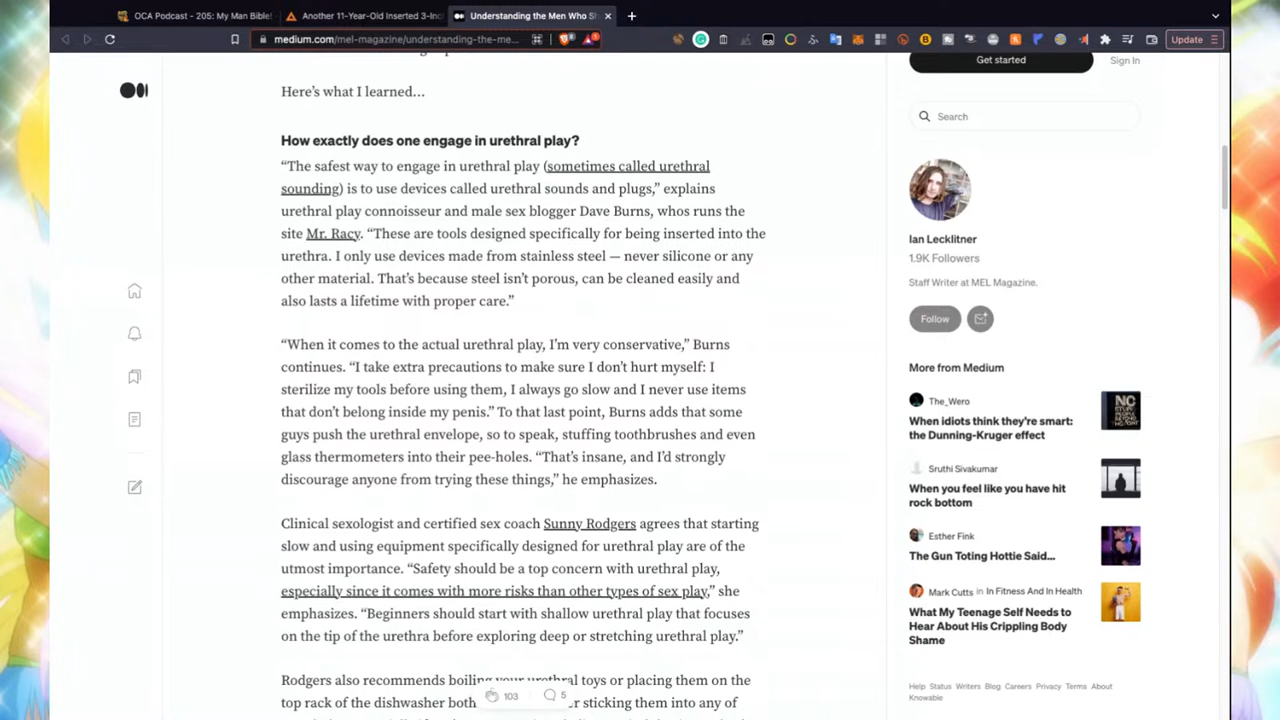 OCA Podcast - 205: My Man Bible!
Another 11-Year-Old Inserted 3-Inc
Understanding the Men Who Sh
medium.com/mel-magazine/understanding-the-me...
Update
Get started
Sign In
Here's what I learned…
Search
How exactly does one engage in urethral play?
“The safest way to engage in urethral play (sometimes called urethral
sounding) is to use devices called urethral sounds and plugs,” explains
urethral play connoisseur and male sex blogger Dave Burns, whos runs the
site Mr. Racy. “These are tools designed specifically for being inserted into the
urethra. I only use devices made from stainless steel — never silicone or any
other material. That’s because steel isn’t porous, can be cleaned easily and
also lasts a lifetime with proper care.”
“When it comes to the actual urethral play, I’m very conservative,” Burns
continues. “I take extra precautions to make sure I don’t hurt myself: I
sterilize my tools before using them, I always go slow and I never use items
that don’t belong inside my penis.” To that last point, Burns adds that some
guys push the urethral envelope, so to speak, stuffing toothbrushes and even
glass thermometers into their pee-holes. “That’s insane, and I’d strongly
discourage anyone from trying these things,” he emphasizes.
Clinical sexologist and certified sex coach Sunny Rodgers agrees that starting
slow and using equipment specifically designed for urethral play are of the
utmost importance. “Safety should be a top concern with urethral play,
especially since it comes with more risks than other types of sex play,” she
emphasizes. “Beginners should start with shallow urethral play that focuses
on the tip of the urethra before exploring deep or stretching urethral play.”
Rodgers also recommends boiling your urethral toys or placing them on the
top rack of the dishwasher both sticking them into any of
103
5
Ian Lecklitner
1.9K Followers
Staff Writer at MEL Magazine.
Follow
More from Medium
The_Wero
When idiots think they're smart:
the Dunning-Kruger effect
Sruthi Sivakumar
When you feel like you have hit
rock bottom
Esther Fink
The Gun Toting Hottie Said...
Mark Cutts in In Fitness And In Health
What My Teenage Self Needs to
Hear About His Crippling Body
Shame
Help Status Writers Blog Careers Privacy Terms About
Knowable